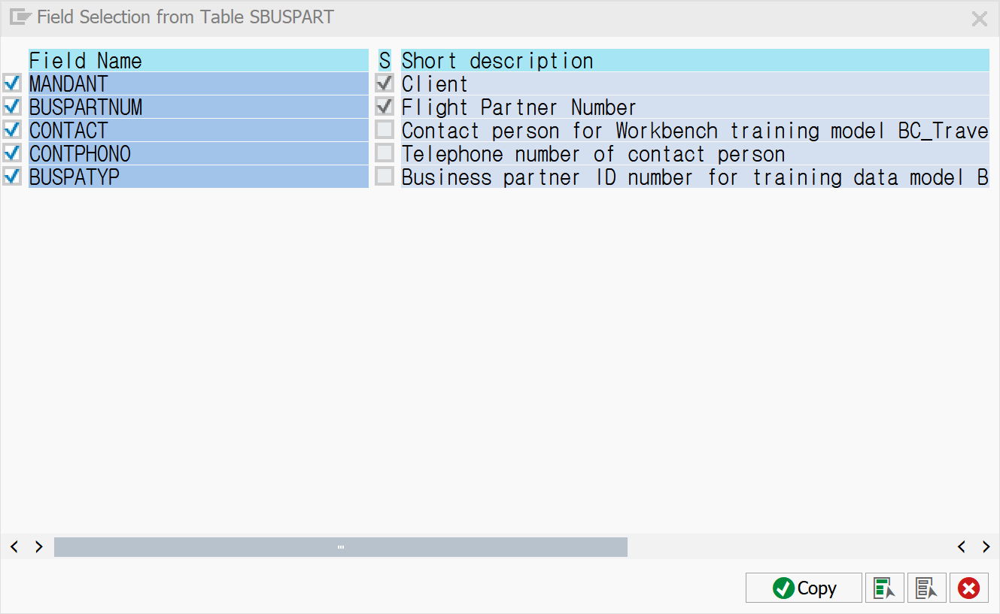 Field Selection from Table SBUSPART
Field Name S Short description
MANDANT Client
BUSPARTNUM Flight Partner Number
CONTACT Contact person for Workbench training model BC_Trave
CONTPHONO Telephone number of contact person
BUSPATYP Business partner ID number for training data model B
Copy